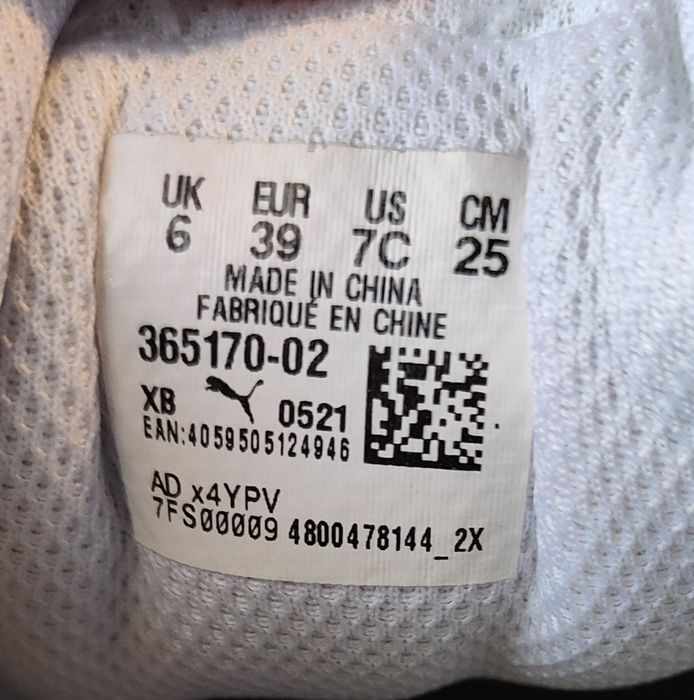 UK EUR US CM
6 39 7C 25
MADE IN CHINA
FABRIQUÉ EN CHINE
365170-02
XB 0521
EAN:4059505124946
AD x4YPV
7FS00009 4800478144_2X